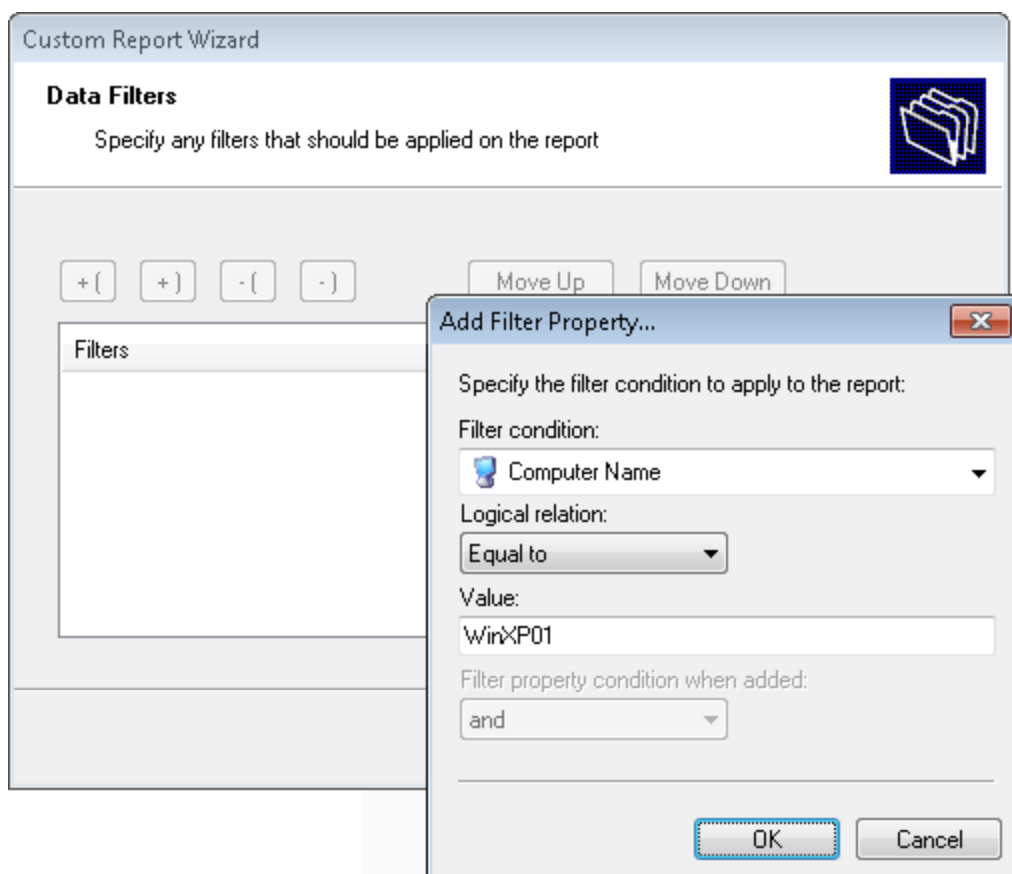 Custom Report Wizard
Data Filters
Specify any filters that should be applied on the report
+ (
+ )
- (
- )
Move Up
Move Down
Filters
Add Filter Property...
Specify the filter condition to apply to the report:
Filter condition:
Computer Name
Logical relation:
Equal to
Value:
WinXP01
Filter property condition when added:
and
OK
Cancel